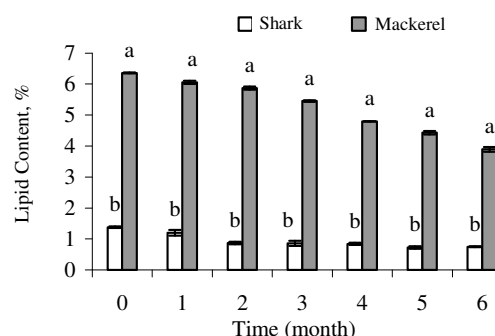 Shark Mackerel
7
6
5
4
3
2
1
0
Lipid Content, %
a a a a a a a
b b b b b b b
0 1 2 3 4 5 6
Time (month)